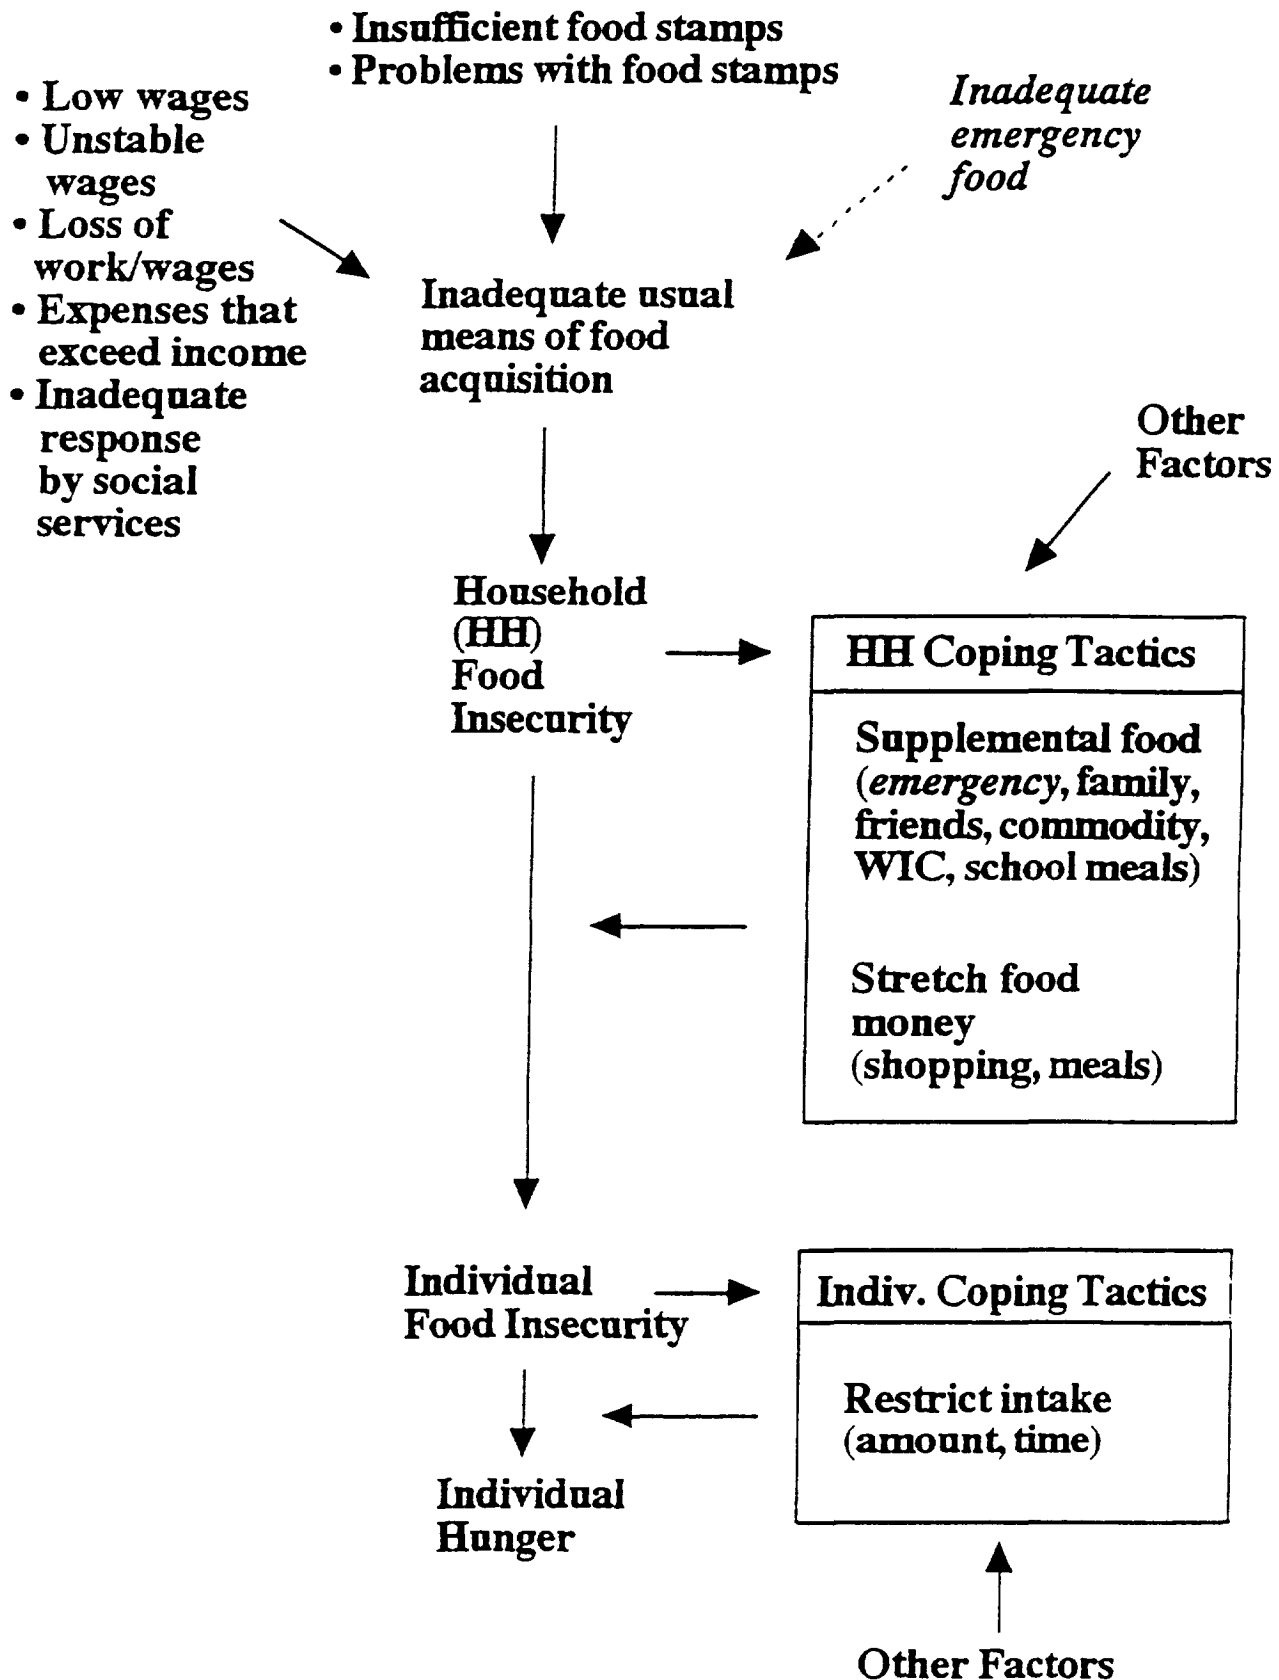 • Insufficient food stamps
• Problems with food stamps
• Low wages
• Unstable
wages
• Loss of
work/wages
• Expenses that
exceed income
• Inadequate
response
by social
services
Inadequate
emergency
food
Inadequate usual
means of food
acquisition
Other
Factors
Household
(HH)
Food
Insecurity
HH Coping Tactics
Supplemental food
(emergency, family,
friends, commodity,
WIC, school meals)
Stretch food
money
(shopping, meals)
Individual
Food Insecurity
Indiv. Coping Tactics
Restrict intake
(amount, time)
Individual
Hunger
Other Factors